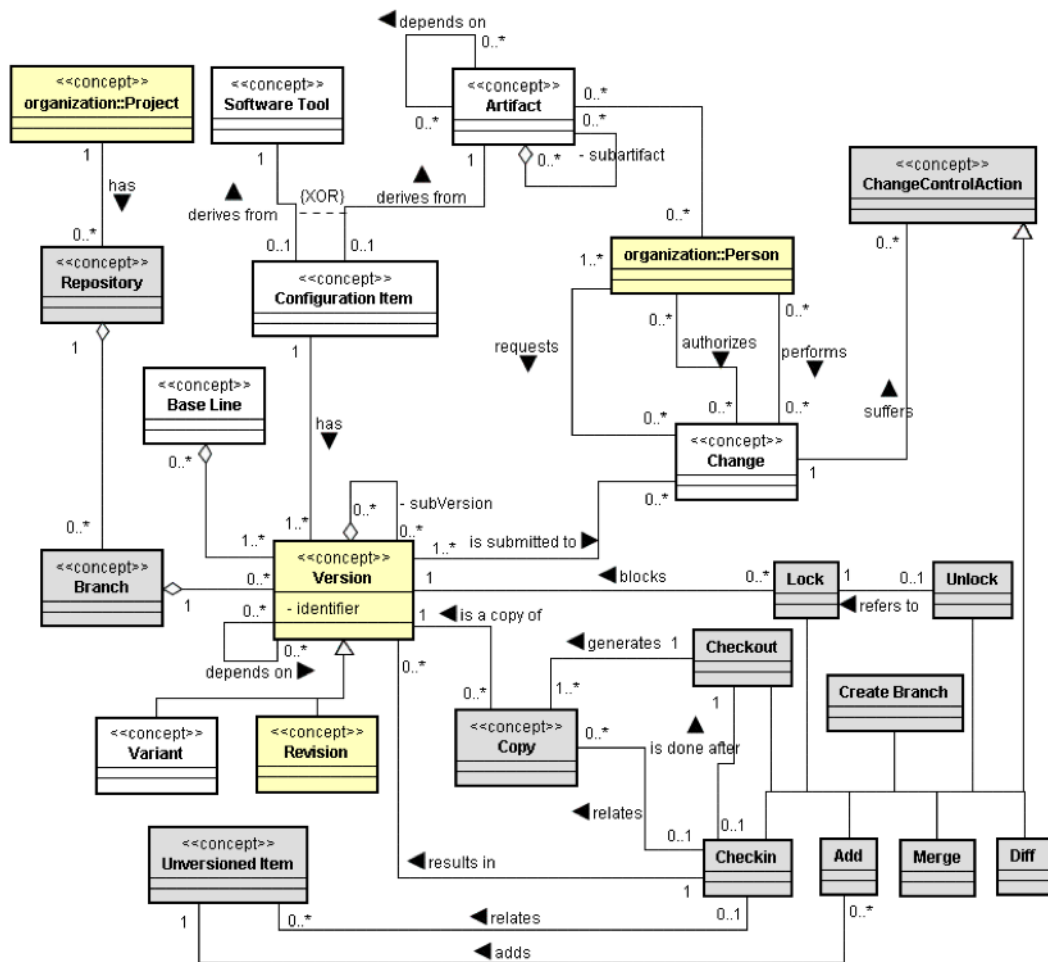 depends on
0..*
0..*
<<concept>>
organization::Project
<<concept>>
Software Tool
<<concept>>
Artifact
0..*
0..*
0..*
- subartifact
<<concept>>
ChangeControlAction
1
1
1
has
derives from
{XOR}
derives from
0..*
0..*
0..1
0..1
0..*
<<concept>>
Repository
<<concept>>
Configuration Item
organization::Person
1..*
0..*
0..*
1
1
requests
authorizes
performs
<<concept>>
Base Line
suffers
has
0..*
0..*
0..*
0..*
<<concept>>
Change
1
0..*
- subVersion
0..*
0..*
0..*
1..*
1..*
is submitted to
1..*
<<concept>>
Branch
0..*
1
<<concept>>
Version
- identifier
1
blocks
0..*
Lock
1
0..1
Unlock
refers to
0..*
0..*
depends on
1
is a copy of
0..*
generates
1
Checkout
1..*
1
0..*
Create Branch
<<concept>>
Variant
<<concept>>
Revision
<<concept>>
Copy
0..*
is done after
relates
0..1
0..1
<<concept>>
Unversioned Item
results in
1
Checkin
Add
Merge
Diff
1
0..*
relates
0..1
0..*
adds